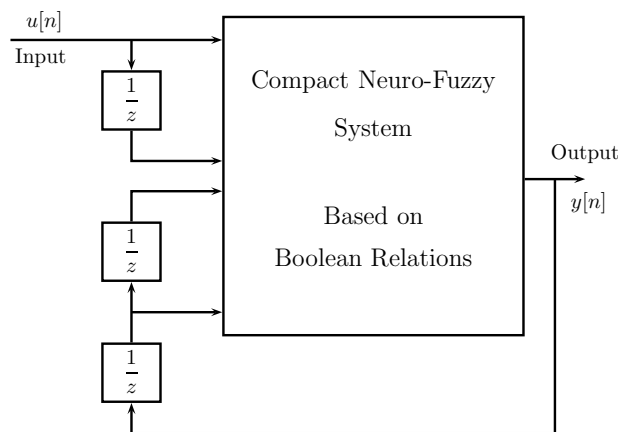 u[n]
Input
1
z
Compact Neuro-Fuzzy
System
Output
y[n]
Based on
Boolean Relations
1
z
1
z